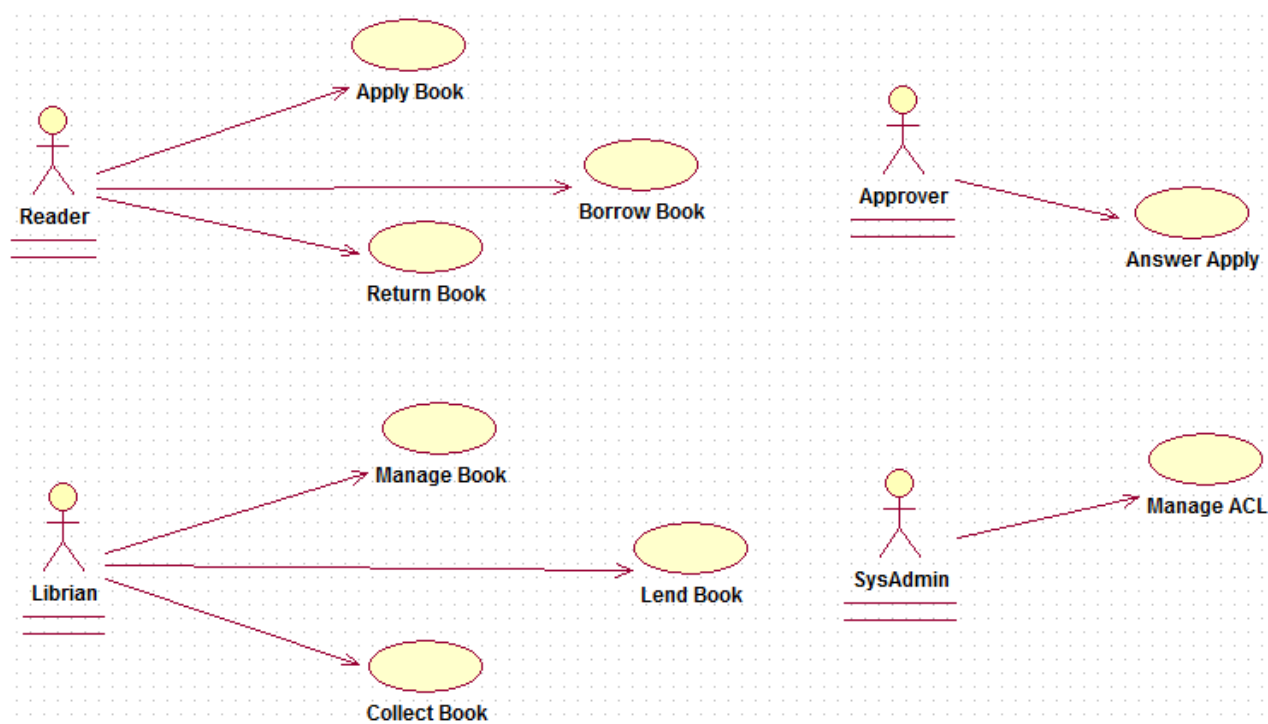 Apply Book
Reader
Borrow Book
Return Book
Approver
Answer Apply
Manage Book
Librian
Lend Book
Collect Book
Manage ACL
SysAdmin